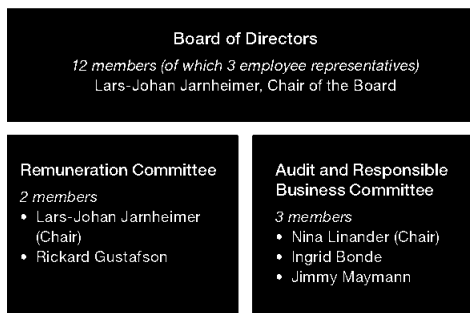 Board of Directors
12 members (of which 3 employee representatives)
Lars-Johan Jarnheimer, Chair of the Board
Remuneration Committee
2 members
• Lars-Johan Jarnheimer
(Chair)
• Rickard Gustafson
Audit and Responsible
Business Committee
3 members
• Nina Linander (Chair)
• Ingrid Bonde
• Jimmy Maymann